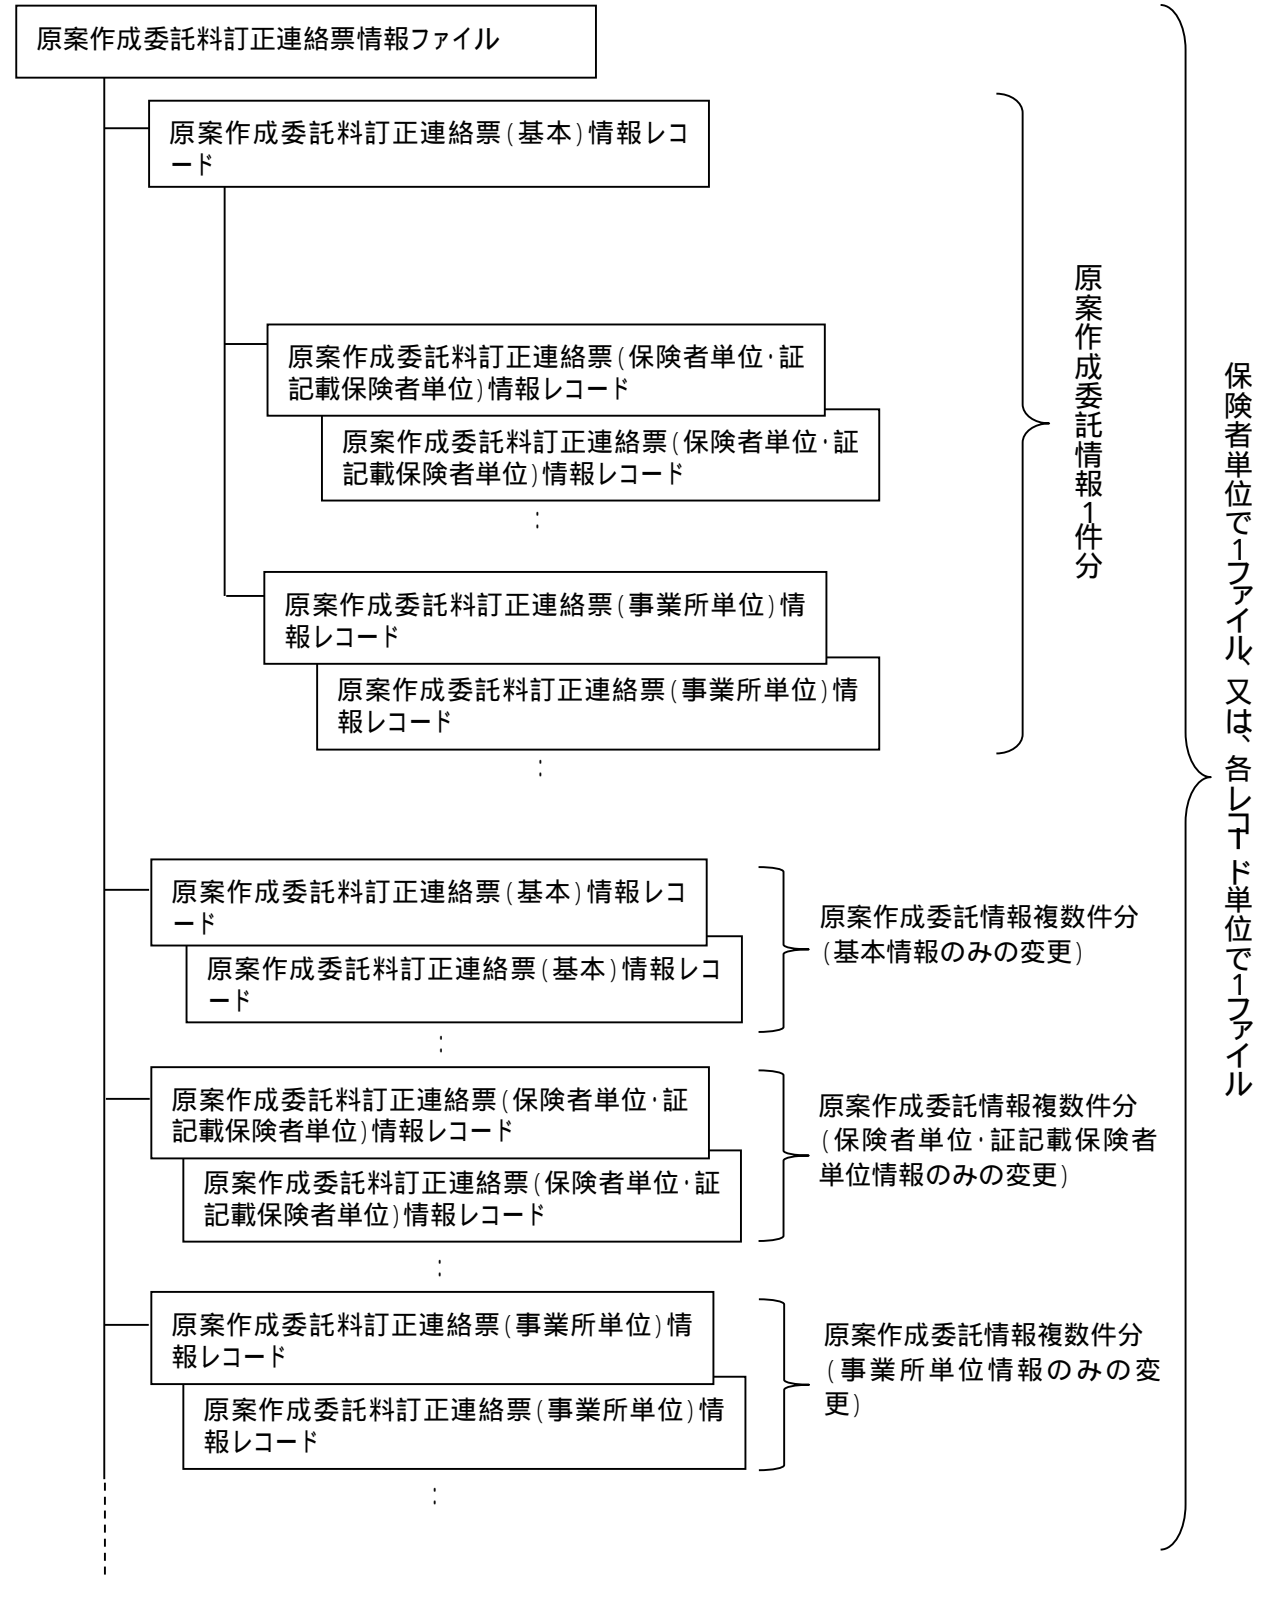 原案作成委託料訂正連絡票情報ファイル
原案作成委託料訂正連絡票(基本)情報レコ
ード
原案作成委託料訂正連絡票(保険者単位･証
記載保険者単位)情報レコード
原案作成委託料訂正連絡票(保険者単位･証
記載保険者単位)情報レコード
:
原案作成委託料訂正連絡票(事業所単位)情
報レコード
原案作成委託料訂正連絡票(事業所単位)情
報レコード
:
原案作成委託情報1件分
原案作成委託料訂正連絡票(基本)情報レコ
ード
原案作成委託料訂正連絡票(基本)情報レコ
ード
:
原案作成委託情報複数件分
(基本情報のみの変更)
原案作成委託料訂正連絡票(保険者単位･証
記載保険者単位)情報レコード
原案作成委託料訂正連絡票(保険者単位･証
記載保険者単位)情報レコード
:
原案作成委託情報複数件分
(保険者単位･証記載保険者
単位情報のみの変更)
原案作成委託料訂正連絡票(事業所単位)情
報レコード
原案作成委託料訂正連絡票(事業所単位)情
報レコード
:
原案作成委託情報複数件分
(事業所単位情報のみの変
更)
保険者単位で1ファイル、又は、各レコード単位で1ファイル